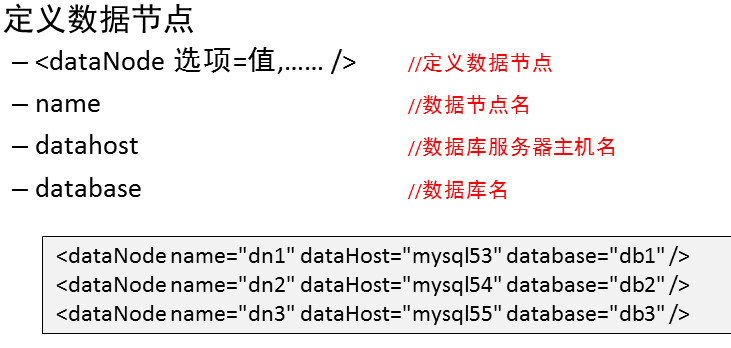 定义数据节点
– <dataNode 选项=值,…… /> //定义数据节点
– name //数据节点名
– datahost //数据库服务器主机名
– database //数据库名
<dataNode name="dn1" dataHost="mysql53" database="db1" />
<dataNode name="dn2" dataHost="mysql54" database="db2" />
<dataNode name="dn3" dataHost="mysql55" database="db3" />